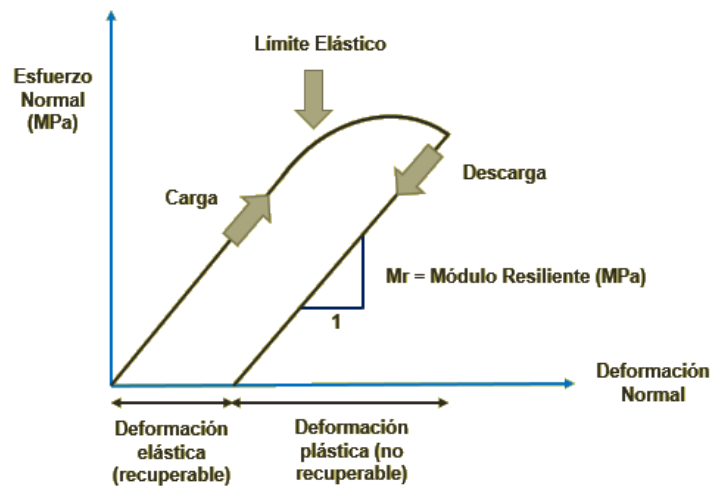 Límite Elástico
Esfuerzo
Normal
(MPa)
Carga
Descarga
Mr = Módulo Resiliente (MPa)
1
Deformación
Normal
Deformación
elástica
(recuperable)
Deformación
plástica (no
recuperable)